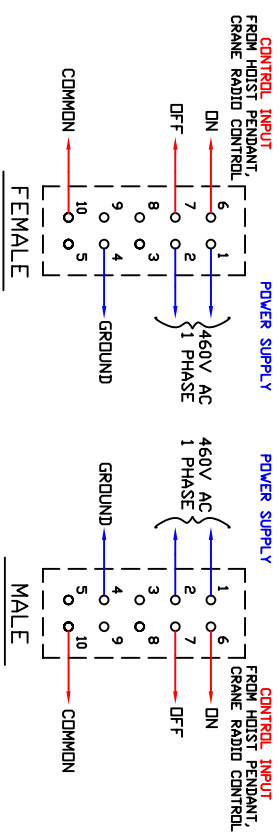 CONTROL INPUT
FROM HOIST PENDANT,
CRANE RADIO CONTROL
POWER SUPPLY
ON
OFF
COMMON
6 1
7 2
8 3
9 4
10 5
460V AC
1 PHASE
GROUND
FEMALE
POWER SUPPLY
CONTROL INPUT
FROM HOIST PENDANT,
CRANE RADIO CONTROL
460V AC
1 PHASE
GROUND
1 6
2 7
3 8
4 9
5 10
ON
OFF
COMMON
MALE